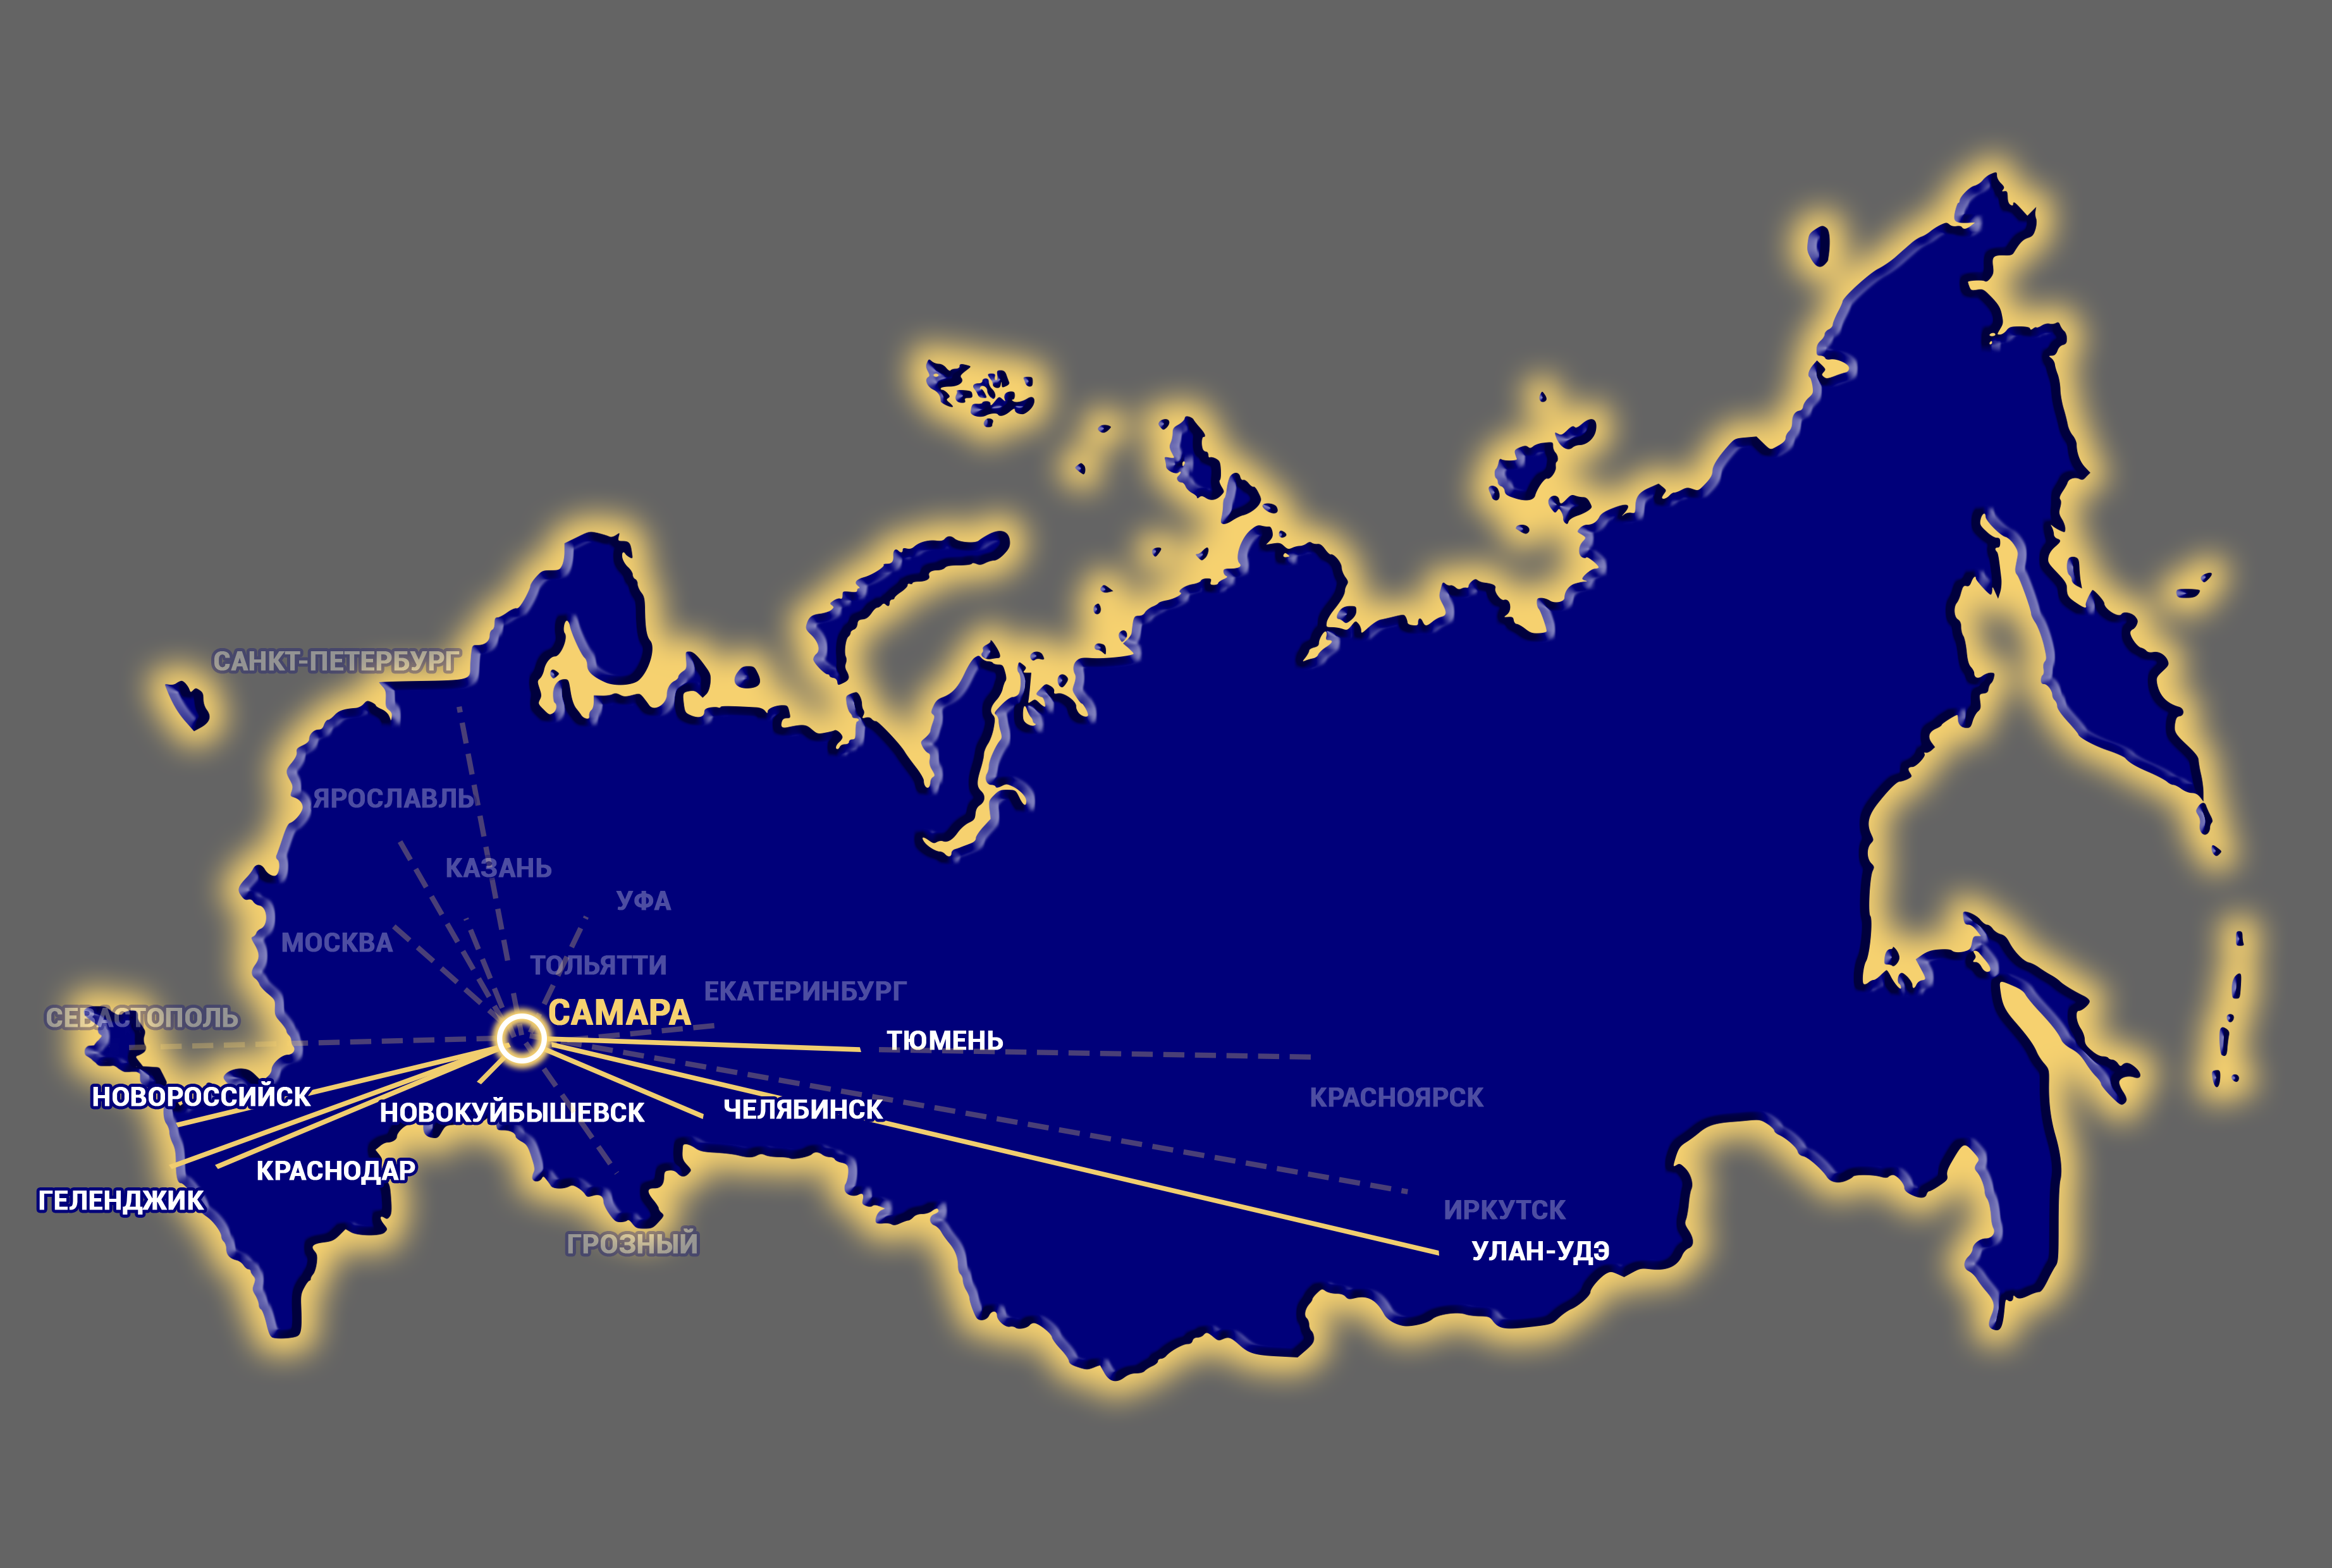 САНКТ-ПЕТЕРБУРГ
ЯРОСЛАВЛЬ
КАЗАНЬ
УФА
МОСКВА
ТОЛЬЯТТИ
ЕКАТЕРИНБУРГ
САМАРА
СЕВАСТОПОЛЬ
ТЮМЕНЬ
НОВОРОССИЙСК
КРАСНОЯРСК
НОВОКУЙБЫШЕВСК
ЧЕЛЯБИНСК
КРАСНОДАР
ГЕЛЕНДЖИК
ИРКУТСК
ГРОЗНЫЙ
УЛАН-УДЭ